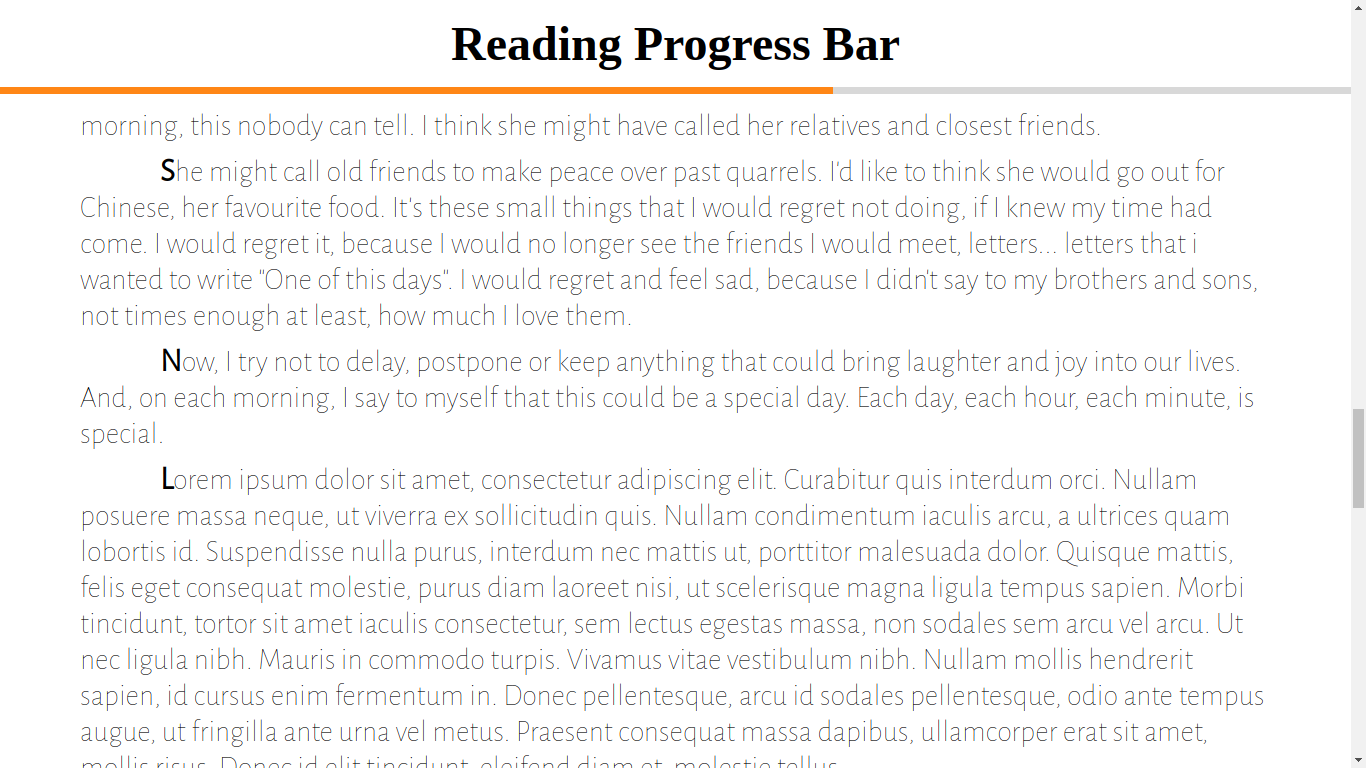 Reading Progress Bar
morning, this nobody can tell. I think she might have called her relatives and closest friends.
She might call old friends to make peace over past quarrels. I'd like to think she would go out for
Chinese, her favourite food. It's these small things that I would regret not doing, if I knew my time had
come. I would regret it, because I would no longer see the friends I would meet, letters... letters that i
wanted to write "One of this days". I would regret and feel sad, because I didn't say to my brothers and sons,
not times enough at least, how much I love them.
Now, I try not to delay, postpone or keep anything that could bring laughter and joy into our lives.
And, on each morning, I say to myself that this could be a special day. Each day, each hour, each minute, is
special.
Lorem ipsum dolor sit amet, consectetur adipiscing elit. Curabitur quis interdum orci. Nullam
posuere massa neque, ut viverra ex sollicitudin quis. Nullam condimentum iaculis arcu, a ultrices quam
lobortis id. Suspendisse nulla purus, interdum nec mattis ut, porttitor malesuada dolor. Quisque mattis,
felis eget consequat molestie, purus diam laoreet nisi, ut scelerisque magna ligula tempus sapien. Morbi
tincidunt, tortor sit amet iaculis consectetur, sem lectus egestas massa, non sodales sem arcu vel arcu. Ut
nec ligula nibh. Mauris in commodo turpis. Vivamus vitae vestibulum nibh. Nullam mollis hendrerit
sapien, id cursus enim fermentum in. Donec pellentesque, arcu id sodales pellentesque, odio ante tempus
augue, ut fringilla ante urna vel metus. Praesent consequat massa dapibus, ullamcorper erat sit amet,
mollis risus. Donec id elit tincidunt, eleifend diam et, molestie tellus.